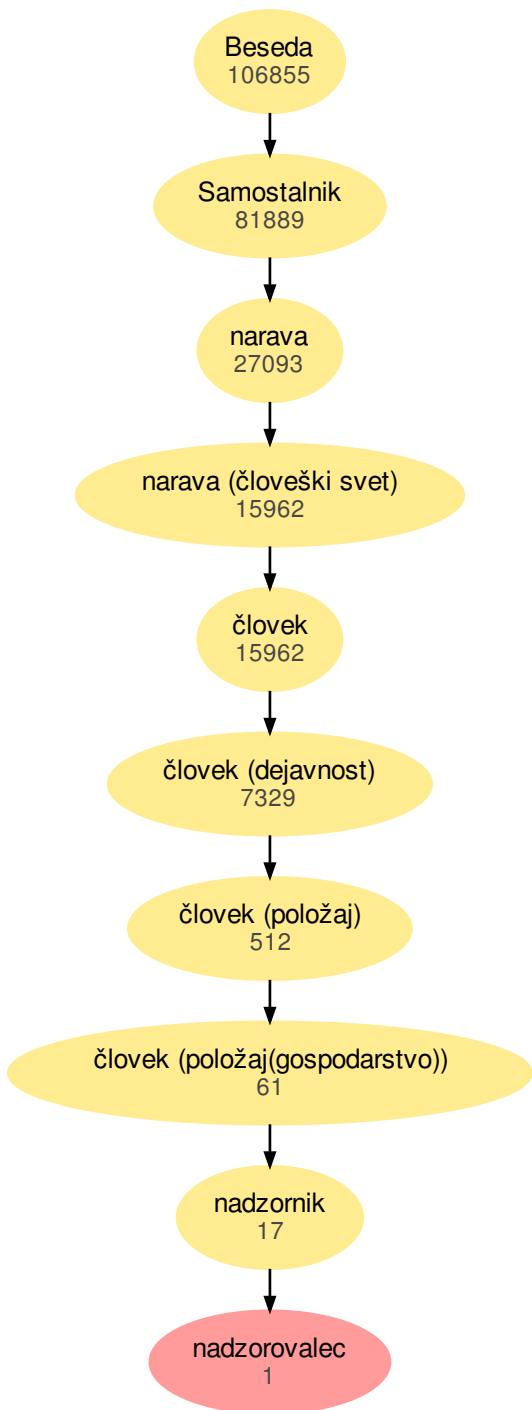 Beseda
106855
Samostalnik
81889
narava
27093
narava (človeški svet)
15962
človek
15962
človek (dejavnost)
7329
človek (položaj)
512
človek (položaj(gospodarstvo))
61
nadzornik
17
nadzorovalec
1